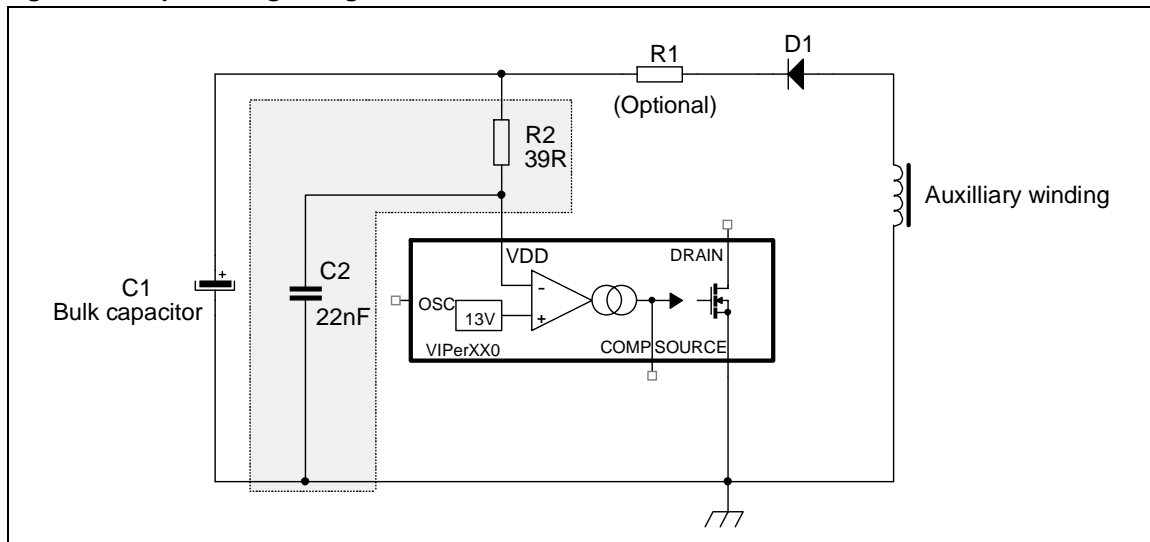 D1
R1
(Optional)
R2
39R
Auxilliary winding
VDD
DRAIN
C1
Bulk capacitor
+
C2
22nF
OSC
13V
-
+
COMP
SOURCE
VIPerXX0